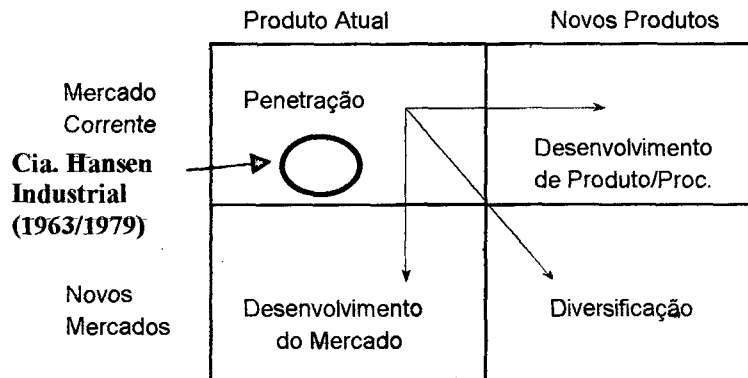 Produto Atual
Novos Produtos
Mercado
Corrente
Penetração
Cia. Hansen
Industrial
(1963/1979)
Desenvolvimento
de Produto/Proc.
Novos
Mercados
Desenvolvimento
do Mercado
Diversificação